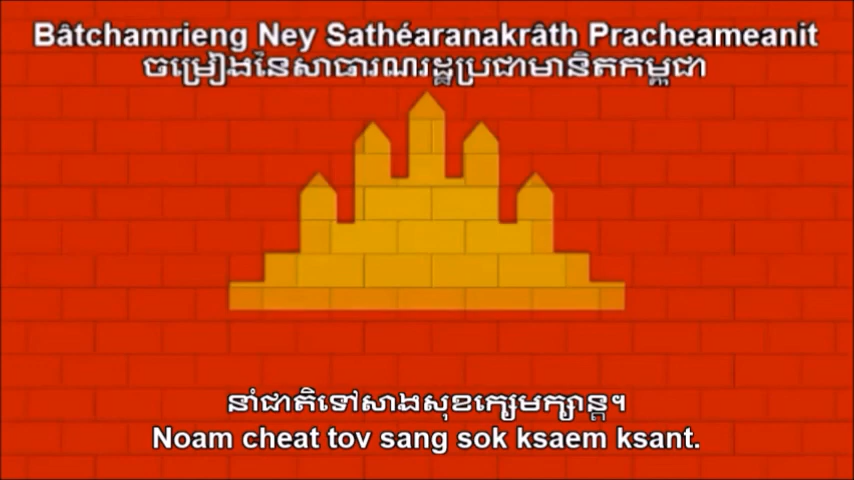 Bâtchamrieng Ney Sathéaranakrâth Pracheameanit
ចម្រៀងនៃសាធារណរដ្ឋប្រជាមានិតកម្ពុជា
នាំជាតិទៅសាងសុខក្សេមក្សាន្ត។
Noam cheat tov sang sok ksaem ksant.